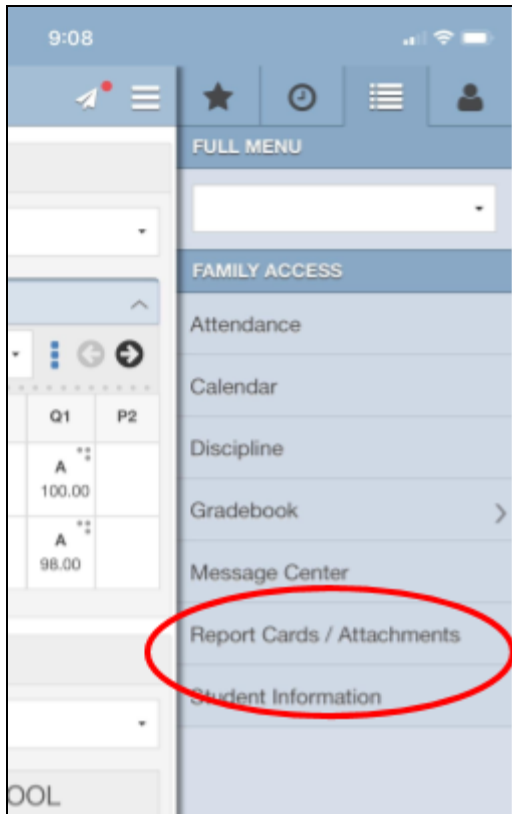 9:08
FULL MENU
FAMILY ACCESS
Attendance
Calendar
Discipline
Q1 P2
A
100.00
Gradebook
A
98.00
Message Center
Report Cards / Attachments
Student Information
OOL